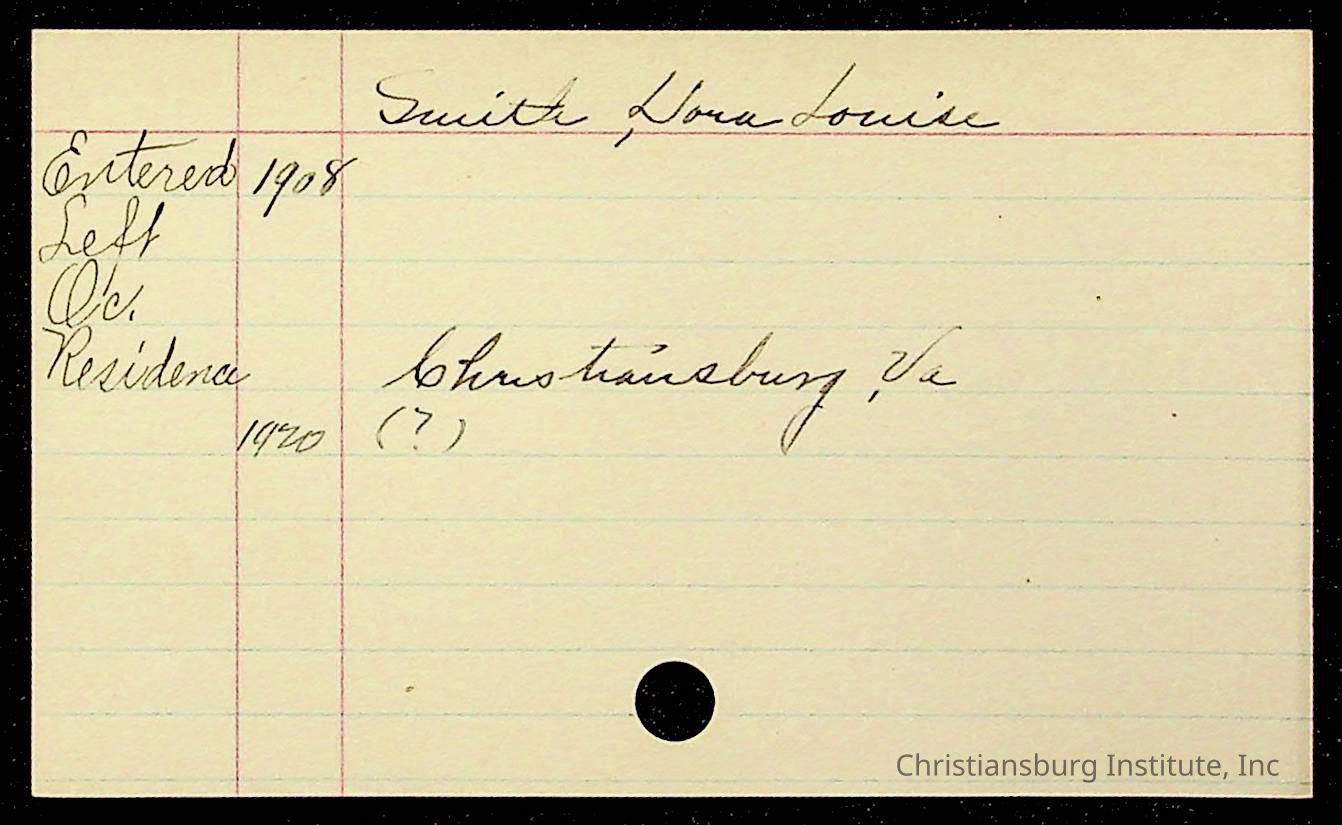 Smith, Dora Louise
Entered 1908
Left
Oc.
Residence Christiansburg, Va
1920 (?)
Christiansburg Institute, Inc